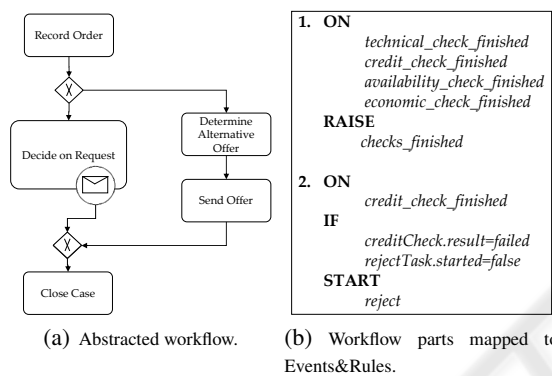 Record Order
X
Decide on Request
Determine
Alternative
Offer
Send Offer
X
Close Case
(a) Abstracted workflow.
1. ON
technical_check_finished
credit_check_finished
availability_check_finished
economic_check_finished
RAISE
checks_finished
2. ON
credit_check_finished
IF
creditCheck.result=failed
rejectTask.started=false
START
reject
(b) Workflow parts mapped to
Events&Rules.